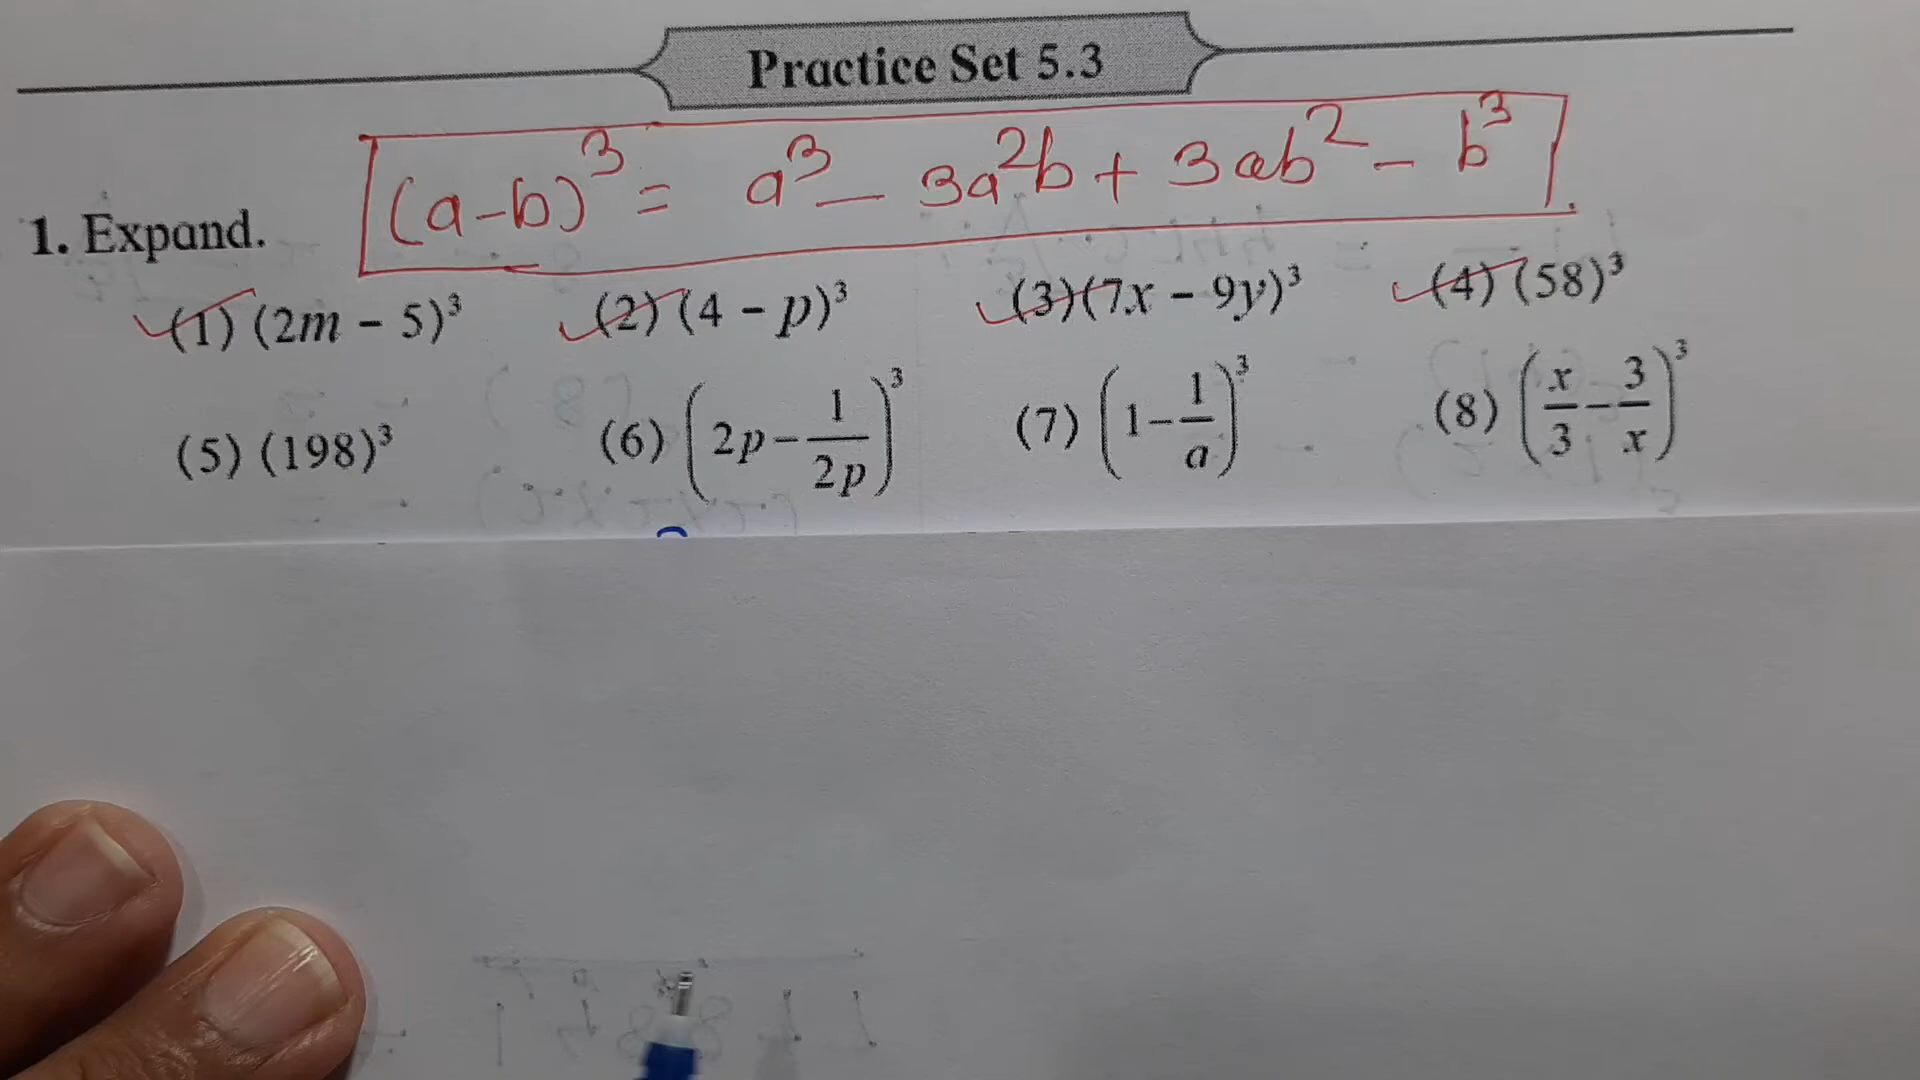 Practice Set 5.3
(a-b)³ = a³ - 3a²b + 3ab² - b³.
1. Expand.
(1) (2m - 5)³ (2) (4 - p)³ (3) (7x - 9y)³ (4) (58)³
(5) (198)³ (6) (2p - 1/2p)³ (7) (1 - 1/a)³ (8) (x/3 - 3/x)³